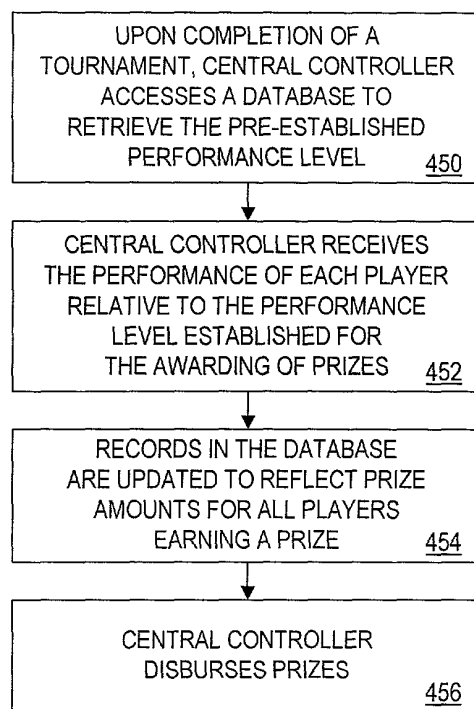 UPON COMPLETION OF A
TOURNAMENT, CENTRAL CONTROLLER
ACCESSES A DATABASE TO
RETRIEVE THE PRE-ESTABLISHED
PERFORMANCE LEVEL 450
CENTRAL CONTROLLER RECEIVES
THE PERFORMANCE OF EACH PLAYER
RELATIVE TO THE PERFORMANCE
LEVEL ESTABLISHED FOR
THE AWARDING OF PRIZES 452
RECORDS IN THE DATABASE
ARE UPDATED TO REFLECT PRIZE
AMOUNTS FOR ALL PLAYERS
EARNING A PRIZE 454
CENTRAL CONTROLLER
DISBURSES PRIZES 456